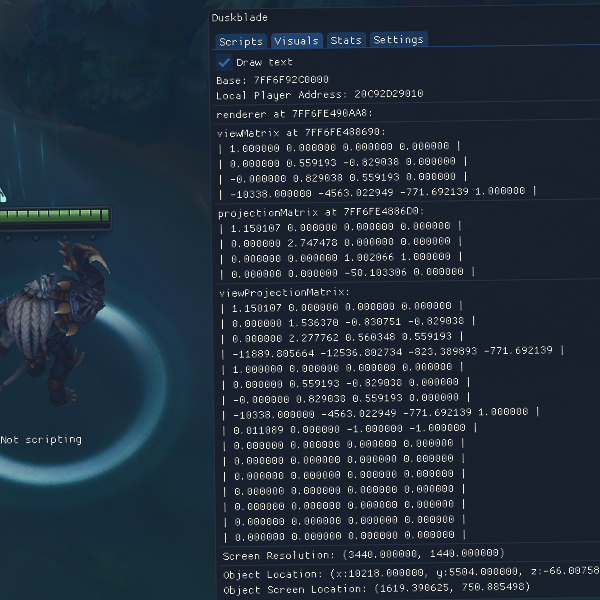 Duskblade
Scripts Visuals Stats Settings
Draw text
Base: 7FF6F92C0000
Local Player Address: 20C92D29010
renderer at 7FF6FE490AA8:
viewMatrix at 7FF6FE488690:
| 1.000000 0.000000 0.000000 0.000000 |
| 0.000000 0.559193 -0.829038 0.000000 |
| -0.000000 0.829038 0.559193 0.000000 |
| -10338.000000 -4563.022949 -771.692139 1.000000 |
projectionMatrix at 7FF6FE4886D0:
| 1.150107 0.000000 0.000000 0.000000 |
| 0.000000 2.747478 0.000000 0.000000 |
| 0.000000 0.000000 1.002066 1.000000 |
| 0.000000 0.000000 -50.103306 0.000000 |
viewProjectionMatrix:
| 1.150107 0.000000 0.000000 0.000000 |
| 0.000000 1.536370 -0.830751 -0.829038 |
| 0.000000 2.277762 0.560348 0.559193 |
| -11889.805664 -12536.802734 -823.389893 -771.692139 |
| 1.000000 0.000000 0.000000 0.000000 |
| 0.000000 0.559193 -0.829038 0.000000 |
| -0.000000 0.829038 0.559193 0.000000 |
| -10338.000000 -4563.022949 -771.692139 1.000000 |
| 0.011089 0.000000 -1.000000 -1.000000 |
| 0.000000 0.000000 0.000000 0.000000 |
| 0.000000 0.000000 0.000000 0.000000 |
| 0.000000 0.000000 0.000000 0.000000 |
| 0.000000 0.000000 0.000000 0.000000 |
| 0.000000 0.000000 0.000000 0.000000 |
| 0.000000 0.000000 0.000000 0.000000 |
| 0.000000 0.000000 0.000000 0.000000 |
Screen Resolution: (3440.000000, 1440.000000)
Object Location: (x:10218.000000, y:5504.000000, z:-66.00758
Object Screen Location: (1619.390625, 750.885498)
Not scripting